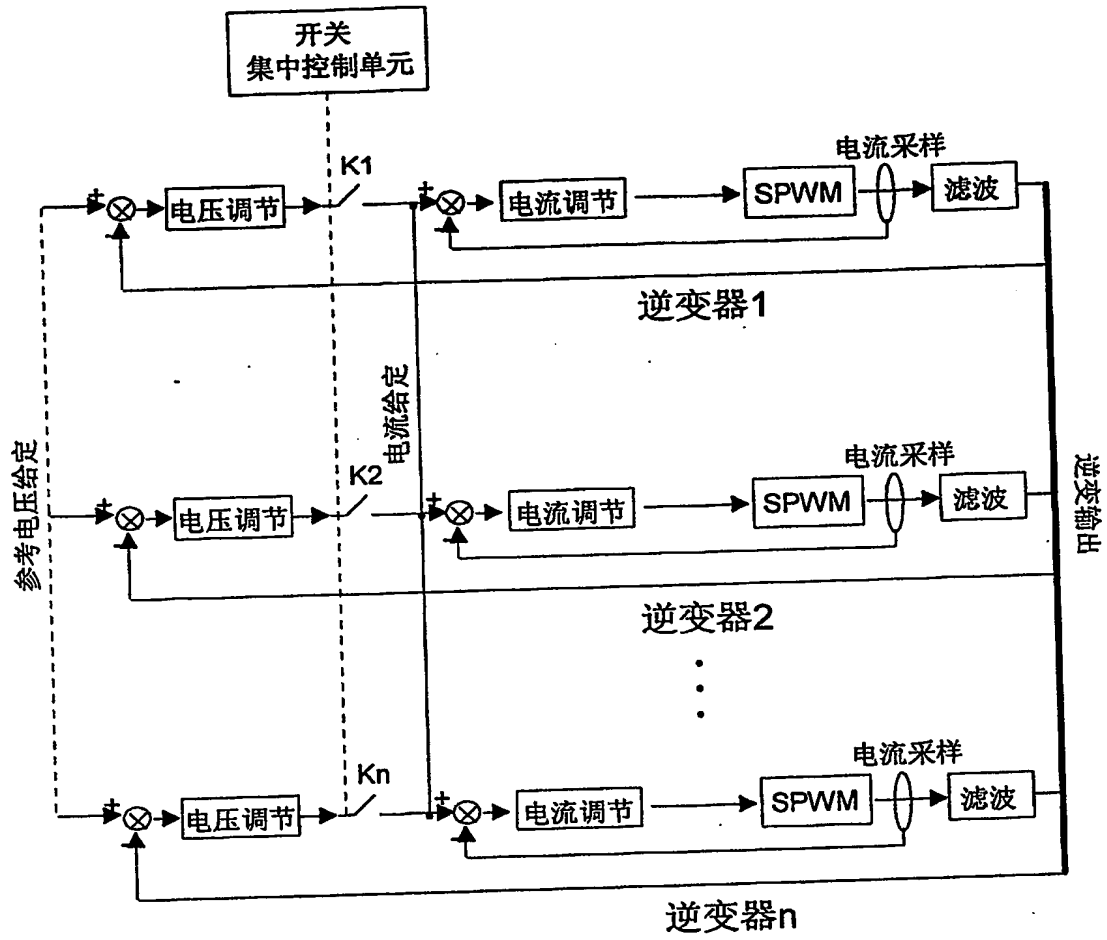 开关
集中控制单元
K1
电流采样
+
电压调节
+
电流调节
SPWM
滤波
-
-
逆变器1
参考电压给定
电流给定
逆变输出
K2
电流采样
+
电压调节
+
电流调节
SPWM
滤波
-
-
逆变器2
Kn
电流采样
+
电压调节
+
电流调节
SPWM
滤波
-
-
逆变器n